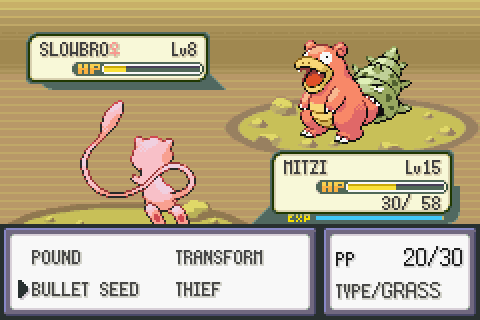 SLOWBRO♀ Lv8
HP
MITZI Lv15
HP
30/ 58
EXP
POUND TRANSFORM
▶BULLET SEED THIEF
PP 20/30
TYPE/GRASS